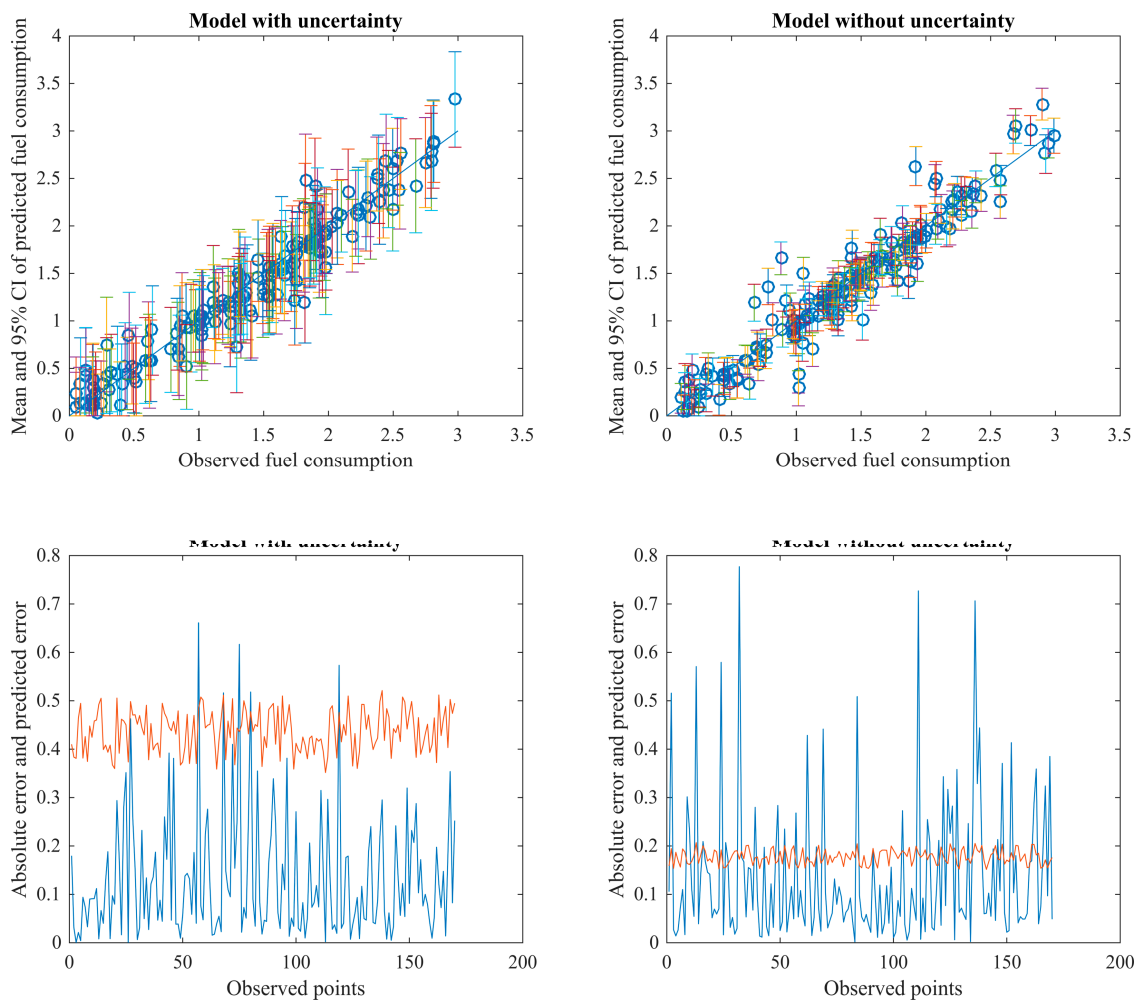 Model with uncertainty
Model without uncertainty
Mean and 95% CI of predicted fuel consumption
4
3.5
3
2.5
2
1.5
1
0.5
0
0 0.5 1 1.5 2 2.5 3 3.5
Observed fuel consumption
Mean and 95% CI of predicted fuel consumption
4
3.5
3
2.5
2
1.5
1
0.5
0
0 0.5 1 1.5 2 2.5 3 3.5
Observed fuel consumption
Model with uncertainty
Model without uncertainty
Absolute error and predicted error
0.8
0.7
0.6
0.5
0.4
0.3
0.2
0.1
0
0 50 100 150 200
Observed points
Absolute error and predicted error
0.8
0.7
0.6
0.5
0.4
0.3
0.2
0.1
0
0 50 100 150 200
Observed points